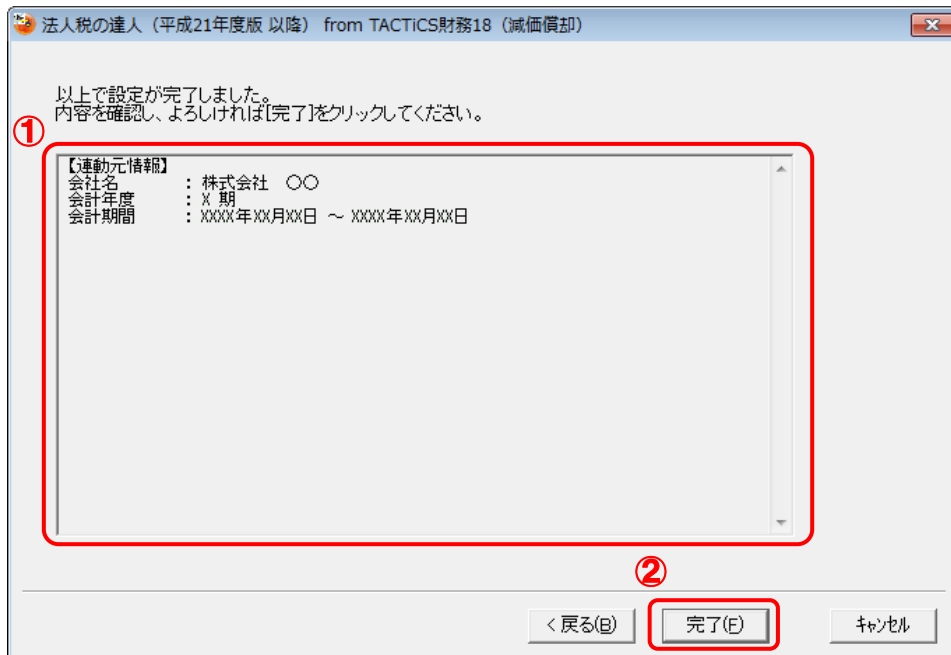 法人税の達人（平成21年度版 以降） from TACTiCS財務18（減価償却）
以上で設定が完了しました。
内容を確認し、よろしければ[完了]をクリックしてください。
①
【連動元情報】
会社名　　　：株式会社　○○
会計年度　　：X 期
会計期間　　：XXXX年XX月XX日 ～ XXXX年XX月XX日
②
< 戻る(B)
完了(F)
ｷｬﾝｾﾙ